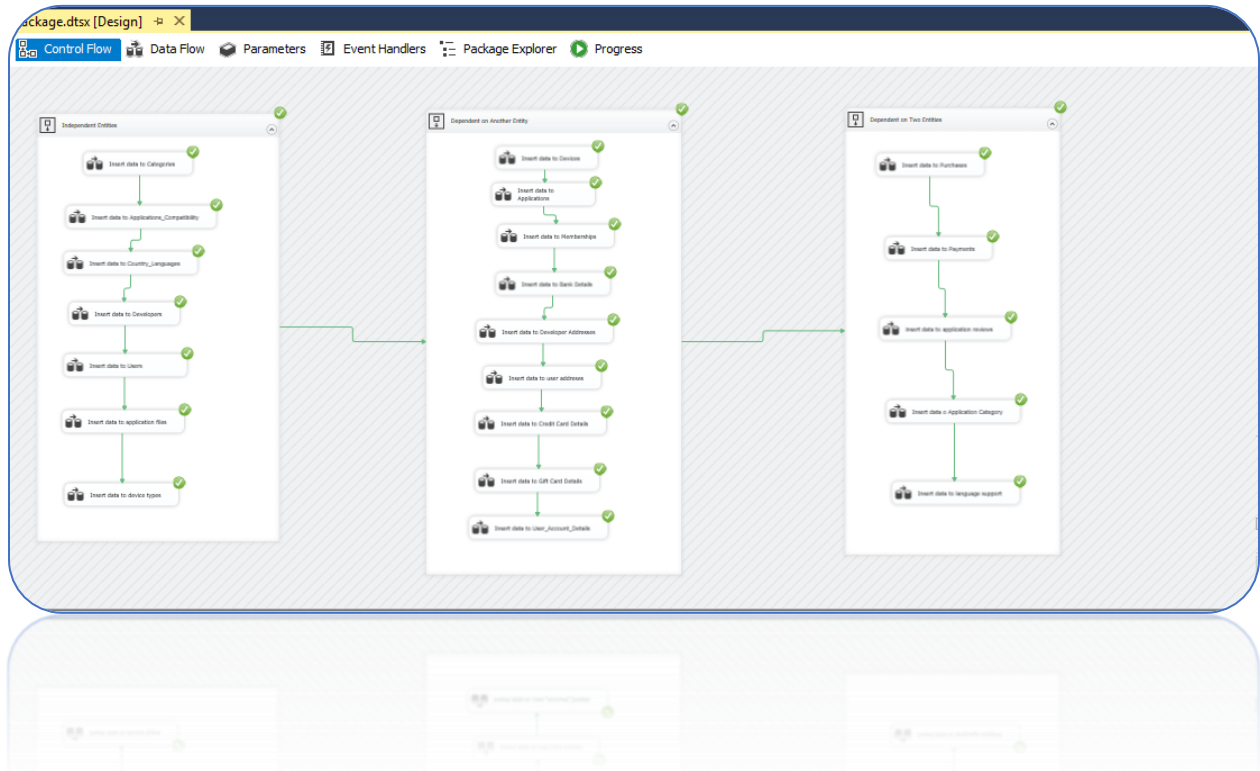 ackage.dtsx [Design]
Control Flow
Data Flow
Parameters
Event Handlers
Package Explorer
Progress
Independent Entities
Insert data to Categories
Insert data to Applications_Compatibility
Insert data to Country_Languages
Insert data to Developers
Insert data to Users
Insert data to application files
Insert data to device types
Dependent on Another Entity
Insert data to Devices
Insert data to
Applications
Insert data to Memberships
Insert data to Bank Details
Insert data to Developer Addresses
Insert data to user addresses
Insert data to Credit Card Details
Insert data to Gift Card Details
Insert data to User_Account_Details
Dependent on Two Entities
Insert data to Purchases
Insert data to Payments
Insert data to application reviews
Insert data o Application Category
Insert data to language support